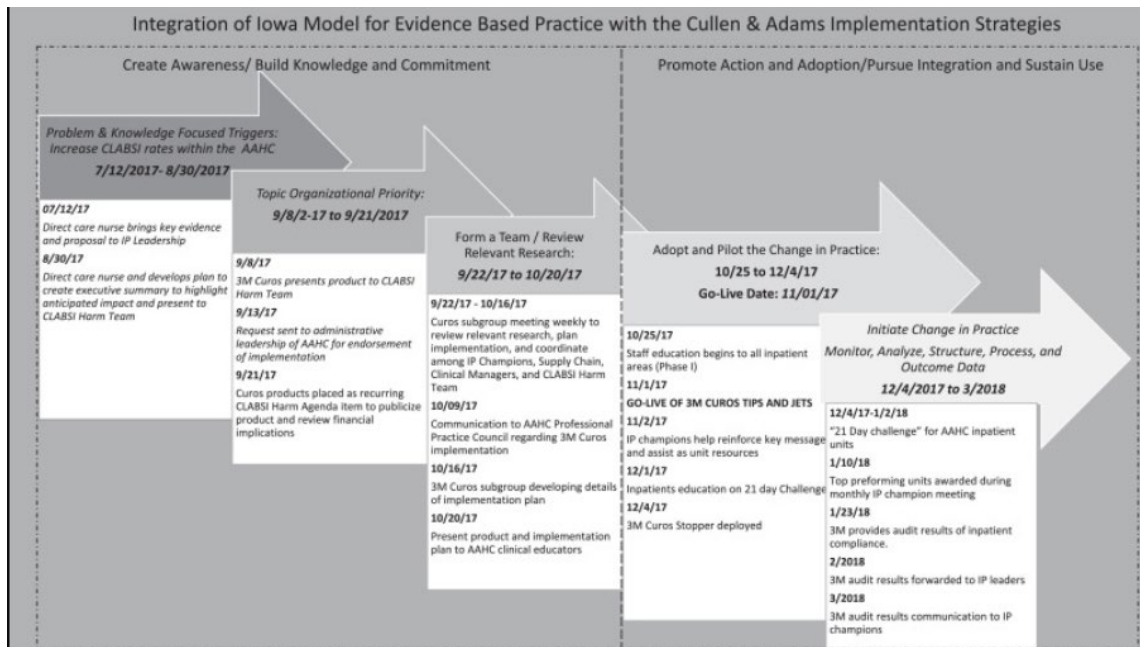 Integration of Iowa Model for Evidence Based Practice with the Cullen & Adams Implementation Strategies
Create Awareness/ Build Knowledge and Commitment
Problem & Knowledge Focused Triggers:
Increase CLABSI rates within the AAHC
7/12/2017- 8/30/2017
07/12/17
Direct care nurse brings key evidence
and proposal to IP Leadership
8/30/17
Direct care nurse and develops plan to
create executive summary to highlight
anticipated impact and present to
CLABSI Harm Team
Topic Organizational Priority:
9/8/2-17 to 9/21/2017
9/8/17
3M Curos presents product to CLABSI
Harm Team
9/13/17
Request sent to administrative
leadership of AAHC for endorsement
of implementation
9/21/17
Curos products placed as recurring
CLABSI Harm Agenda item to publicize
product and review financial
implications
Form a Team / Review
Relevant Research:
9/22/17 to 10/20/17
9/22/17 - 10/16/17
Curos subgroup meeting weekly to
review relevant research, plan
implementation, and coordinate
among IP Champions, Supply Chain,
Clinical Managers, and CLABSI Harm
Team
10/09/17
Communication to AAHC Professional
Practice Council regarding 3M Curos
implementation
10/16/17
3M Curos subgroup developing details
of implementation plan
10/20/17
Present product and implementation
plan to AAHC clinical educators
Promote Action and Adoption/Pursue Integration and Sustain Use
Adopt and Pilot the Change in Practice:
10/25 to 12/4/17
Go-Live Date: 11/01/17
10/25/17
Staff education begins to all inpatient
areas (Phase I)
11/1/17
GO-LIVE OF 3M CUROS TIPS AND JETS
11/2/17
IP champions help reinforce key message
and assist as unit resources
12/1/17
Inpatients education on 21 day Challenge
12/4/17
3M Curos Stopper deployed
Initiate Change in Practice
Monitor, Analyze, Structure, Process, and
Outcome Data
12/4/2017 to 3/2018
12/4/17-1/2/18
"21 Day challenge" for AAHC inpatient
units
1/10/18
Top preforming units awarded during
monthly IP champion meeting
1/23/18
3M provides audit results of inpatient
compliance.
2/2018
3M audit results forwarded to IP leaders
3/2018
3M audit results communication to IP
champions